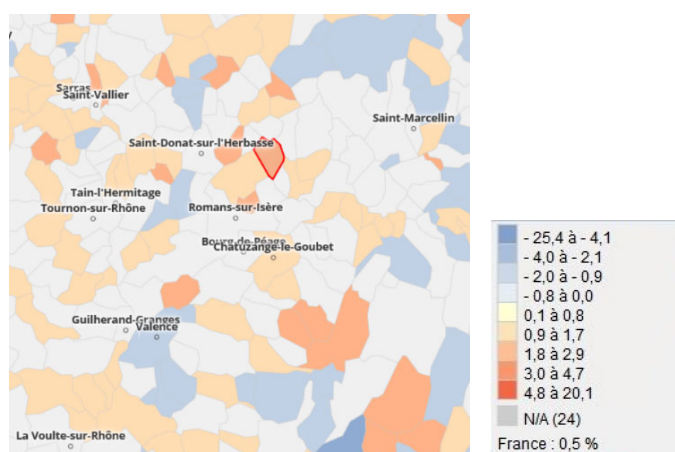 Sarras
Saint-Vallier
Saint-Marcellin
Saint-Donat-sur-l'Herbasse
Tain-l'Hermitage
Tournon-sur-Rhône
Romans-sur-Isère
Bourg-de-Péage
Chatuzange-le-Goubet
Guilherand-Granges
Valence
La Voulte-sur-Rhône
- 25,4 à - 4,1
- 4,0 à - 2,1
- 2,0 à - 0,9
- 0,8 à 0,0
0,1 à 0,8
0,9 à 1,7
1,8 à 2,9
3,0 à 4,7
4,8 à 20,1
N/A (24)
France : 0,5 %